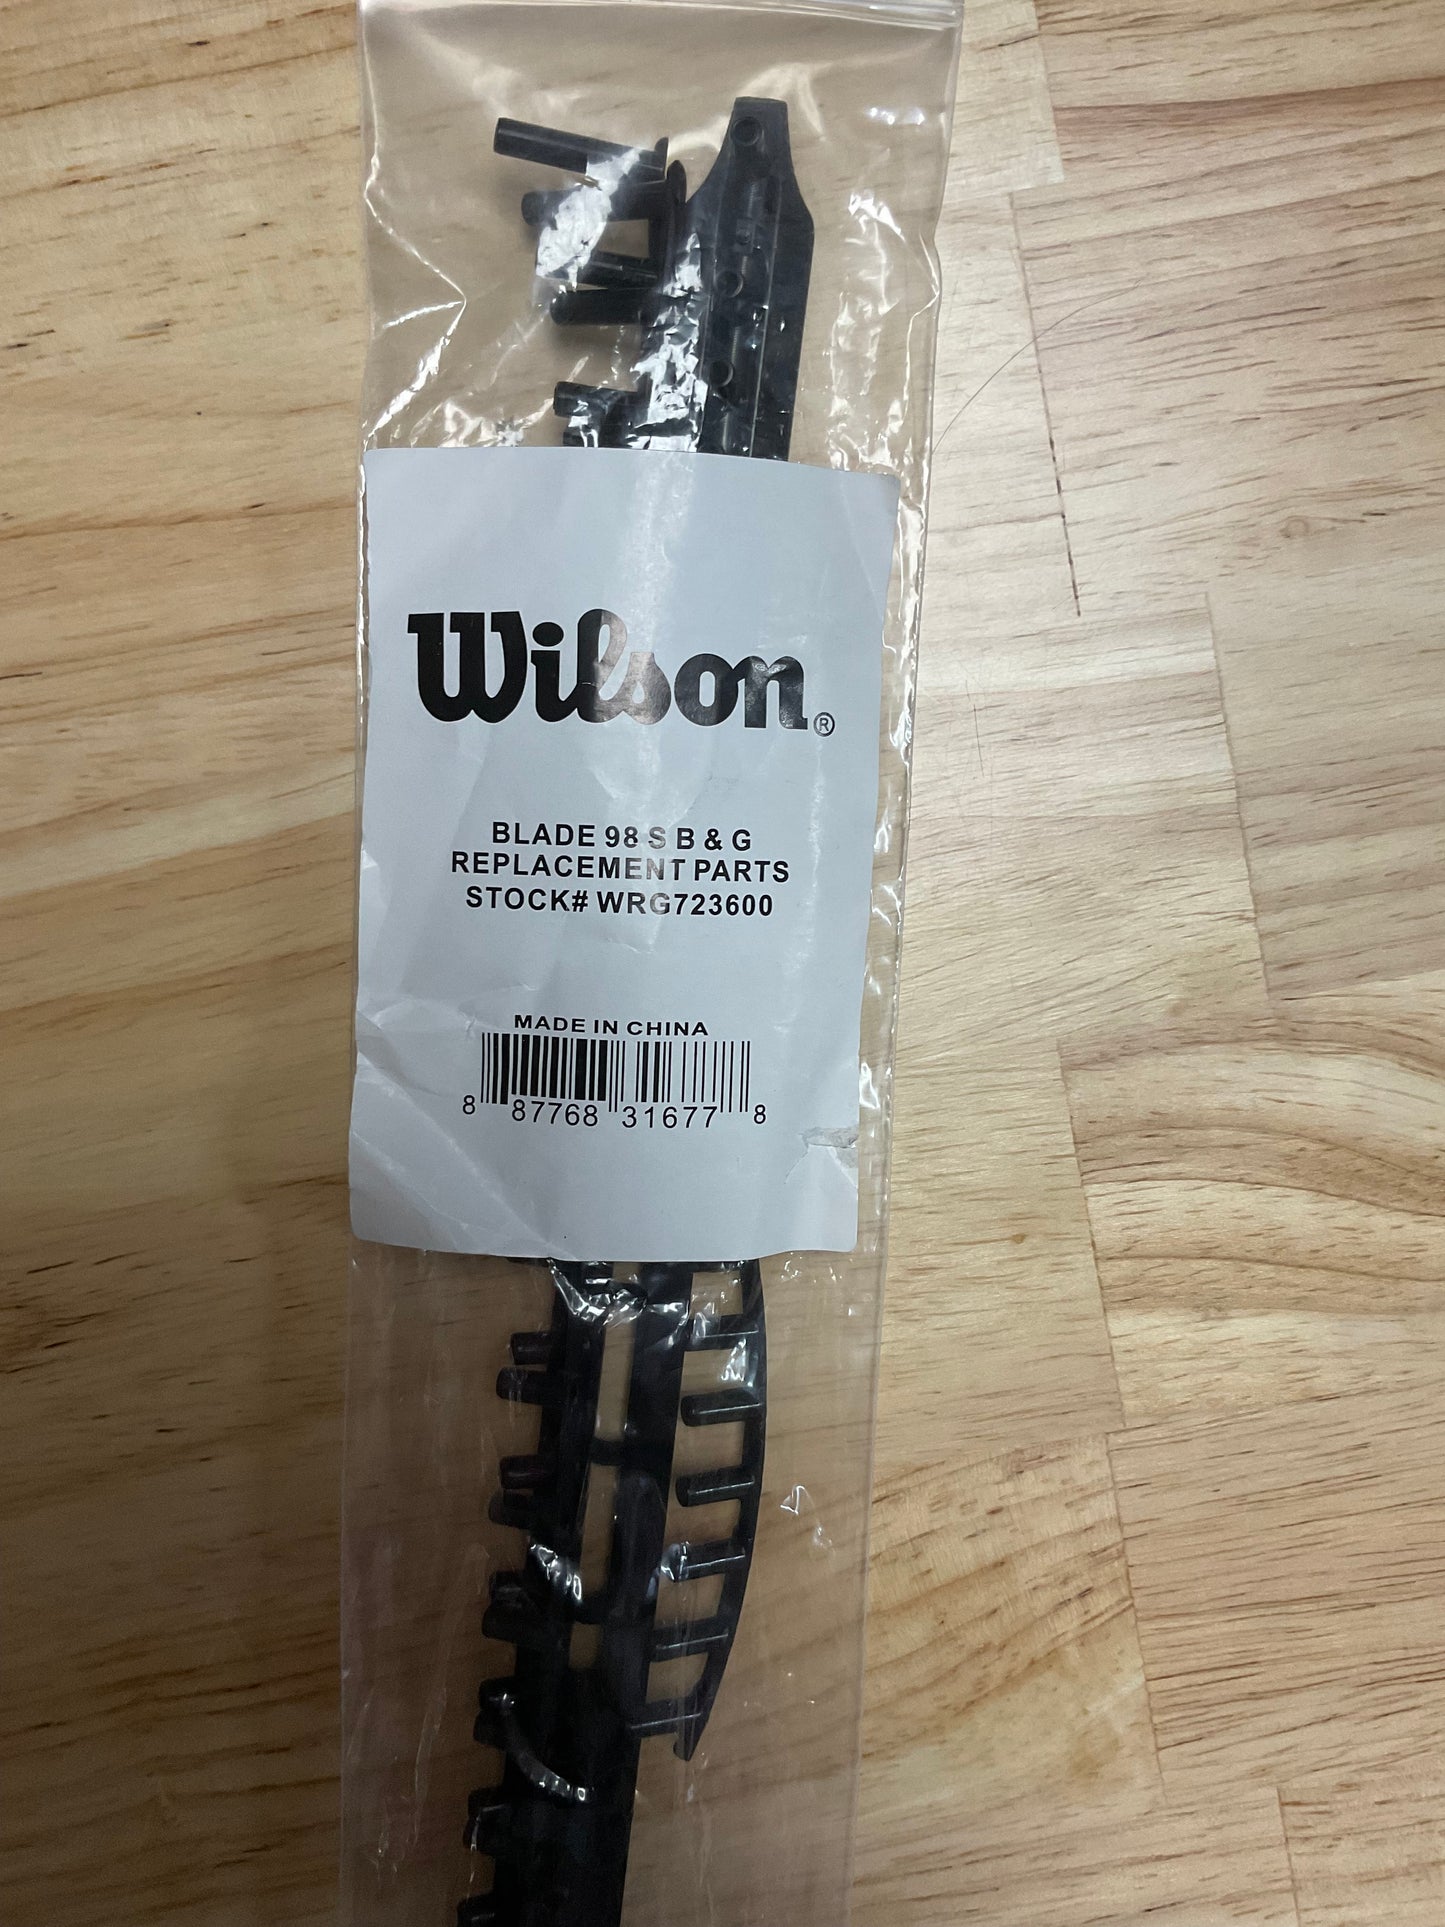 Wilson®
BLADE 98 S B & G
REPLACEMENT PARTS
STOCK# WRG723600
MADE IN CHINA
8 87768 31677 8